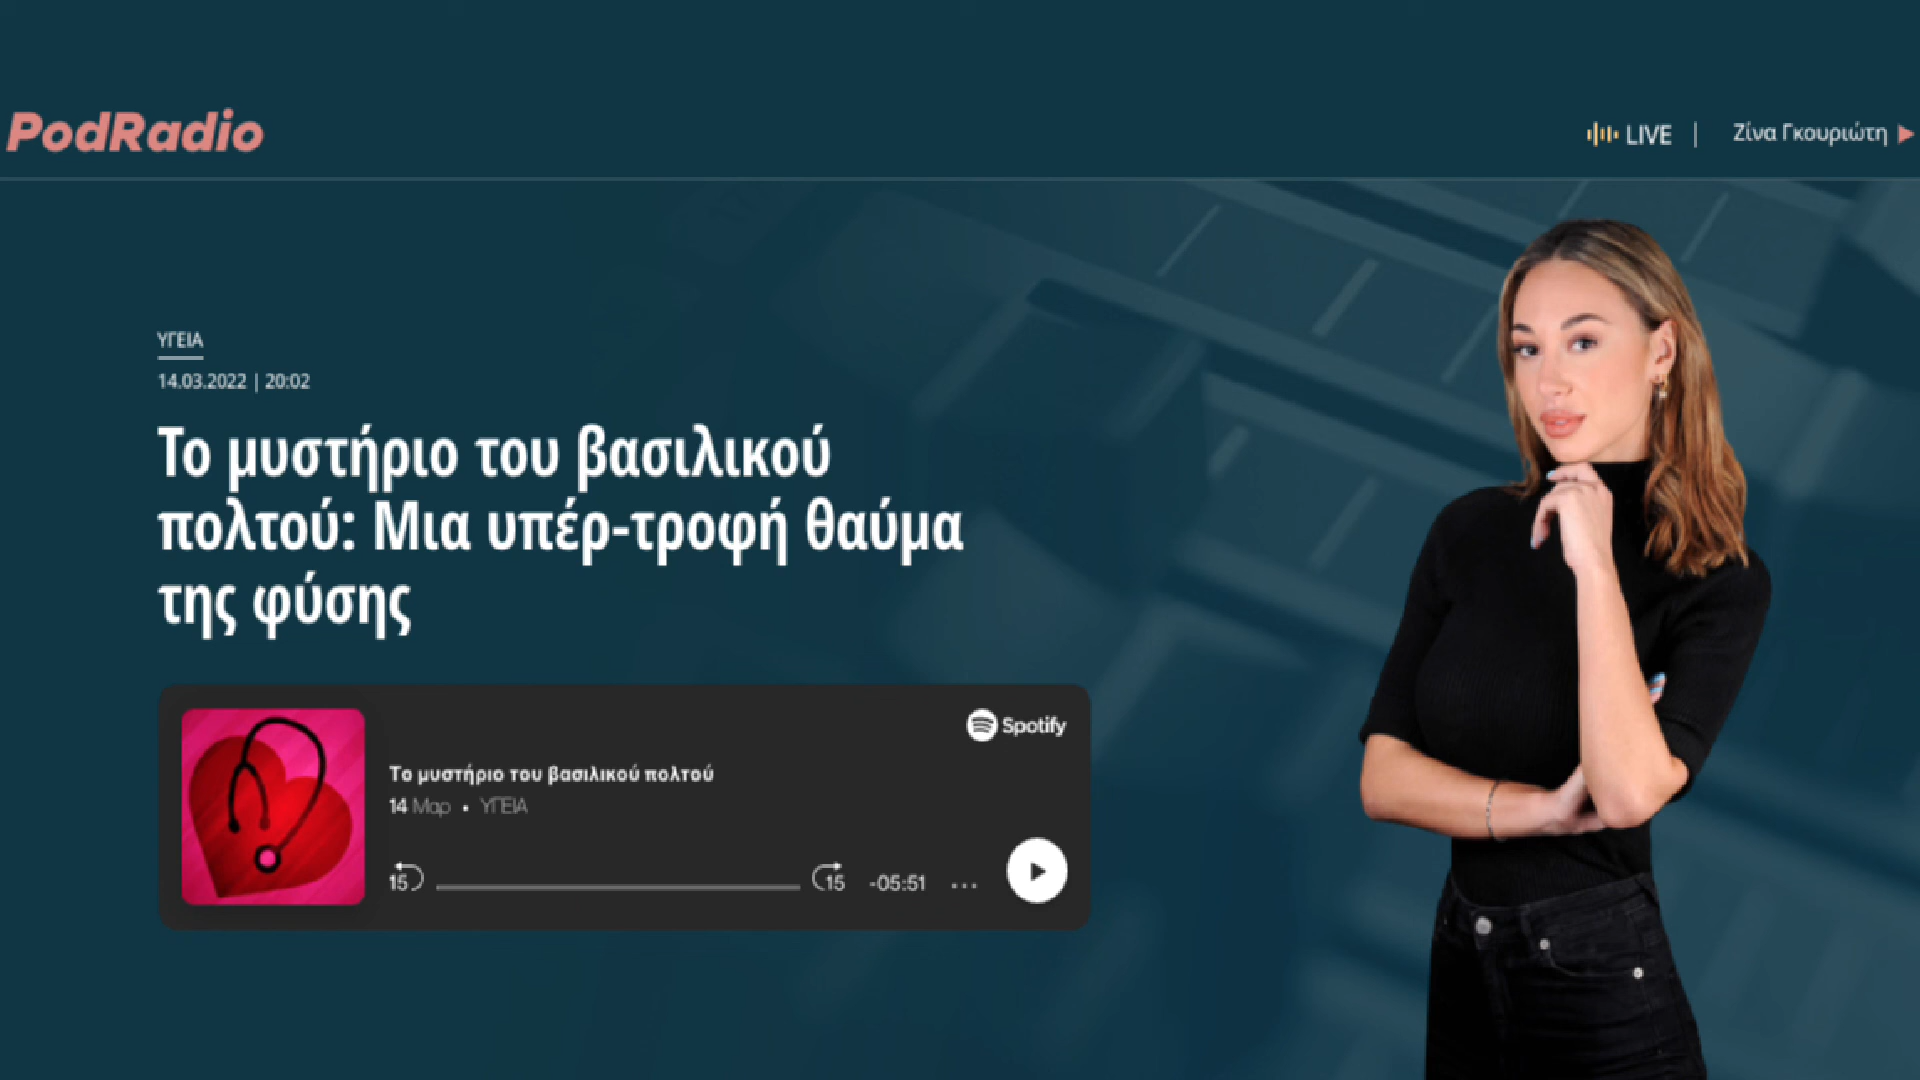 PodRadio
LIVE | Ζίνα Γκουριώτη
ΥΓΕΙΑ
14.03.2022 | 20:02
Το μυστήριο του βασιλικού
πολτού: Μια υπέρ-τροφή θαύμα
της φύσης
Spotify
Το μυστήριο του βασιλικού πολτού
14 Μαρ • ΥΓΕΙΑ
15 15 -05:51 ...